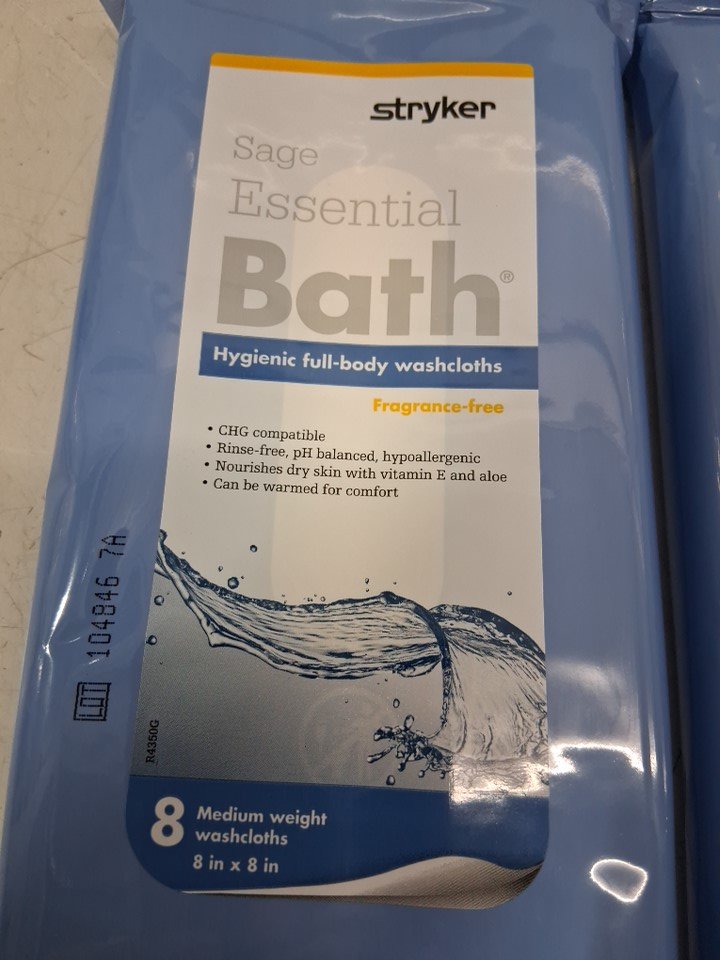 stryker
Sage
Essential
Bath®
Hygienic full-body washcloths
Fragrance-free
• CHG compatible
• Rinse-free, pH balanced, hypoallergenic
• Nourishes dry skin with vitamin E and aloe
• Can be warmed for comfort
LOT 104846 7A
R4350G
8 Medium weight
washcloths
8 in x 8 in